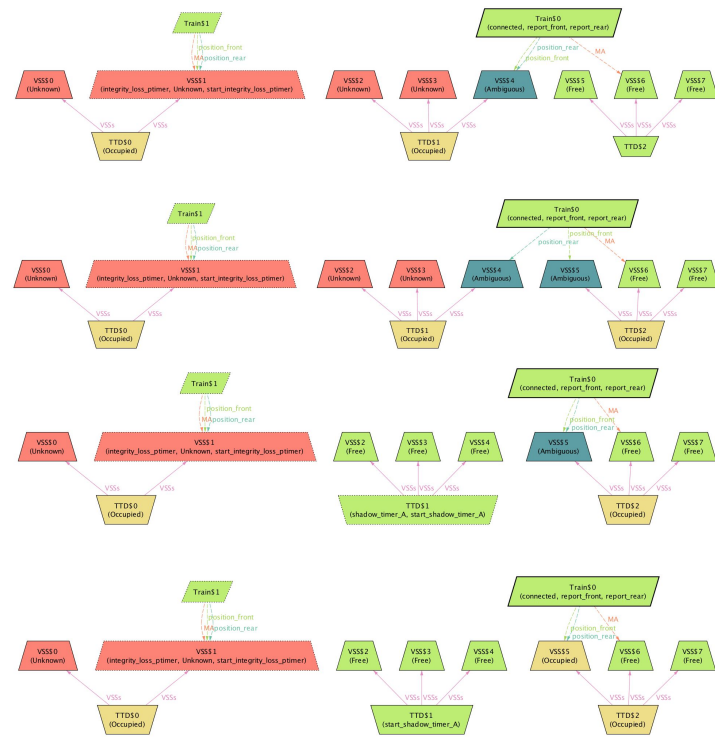 Train$1
Train$0
(connected, report_front, report_rear)
position_front
MA position_rear
position_rear
position_front
MA
VSS$0
(Unknown)
VSS$1
(integrity_loss_ptimer, Unknown, start_integrity_loss_ptimer)
VSS$2
(Unknown)
VSS$3
(Unknown)
VSS$4
(Ambiguous)
VSS$5
(Free)
VSS$6
(Free)
VSS$7
(Free)
VSSs
VSSs
VSSs
VSSs
VSSs
VSSs
VSSs
VSSs
TTD$0
(Occupied)
TTD$1
(Occupied)
TTD$2
Train$1
Train$0
(connected, report_front, report_rear)
position_front
MA position_rear
position_rear
position_front
MA
VSS$0
(Unknown)
VSS$1
(integrity_loss_ptimer, Unknown, start_integrity_loss_ptimer)
VSS$2
(Unknown)
VSS$3
(Unknown)
VSS$4
(Ambiguous)
VSS$5
(Ambiguous)
VSS$6
(Free)
VSS$7
(Free)
VSSs
VSSs
VSSs
VSSs
VSSs
VSSs
VSSs
VSSs
TTD$0
(Occupied)
TTD$1
(Occupied)
TTD$2
(Occupied)
Train$1
Train$0
(connected, report_front, report_rear)
position_front
MA position_rear
MA
position_front
position_rear
VSS$0
(Unknown)
VSS$1
(integrity_loss_ptimer, Unknown, start_integrity_loss_ptimer)
VSS$2
(Free)
VSS$3
(Free)
VSS$4
(Free)
VSS$5
(Ambiguous)
VSS$6
(Free)
VSS$7
(Free)
VSSs
VSSs
VSSs
VSSs
VSSs
VSSs
VSSs
VSSs
TTD$0
(Occupied)
TTD$1
(shadow_timer_A, start_shadow_timer_A)
TTD$2
(Occupied)
Train$1
Train$0
(connected, report_front, report_rear)
position_front
MA position_rear
MA
position_front
position_rear
VSS$0
(Unknown)
VSS$1
(integrity_loss_ptimer, Unknown, start_integrity_loss_ptimer)
VSS$2
(Free)
VSS$3
(Free)
VSS$4
(Free)
VSS$5
(Occupied)
VSS$6
(Free)
VSS$7
(Free)
VSSs
VSSs
VSSs
VSSs
VSSs
VSSs
VSSs
VSSs
TTD$0
(Occupied)
TTD$1
(start_shadow_timer_A)
TTD$2
(Occupied)